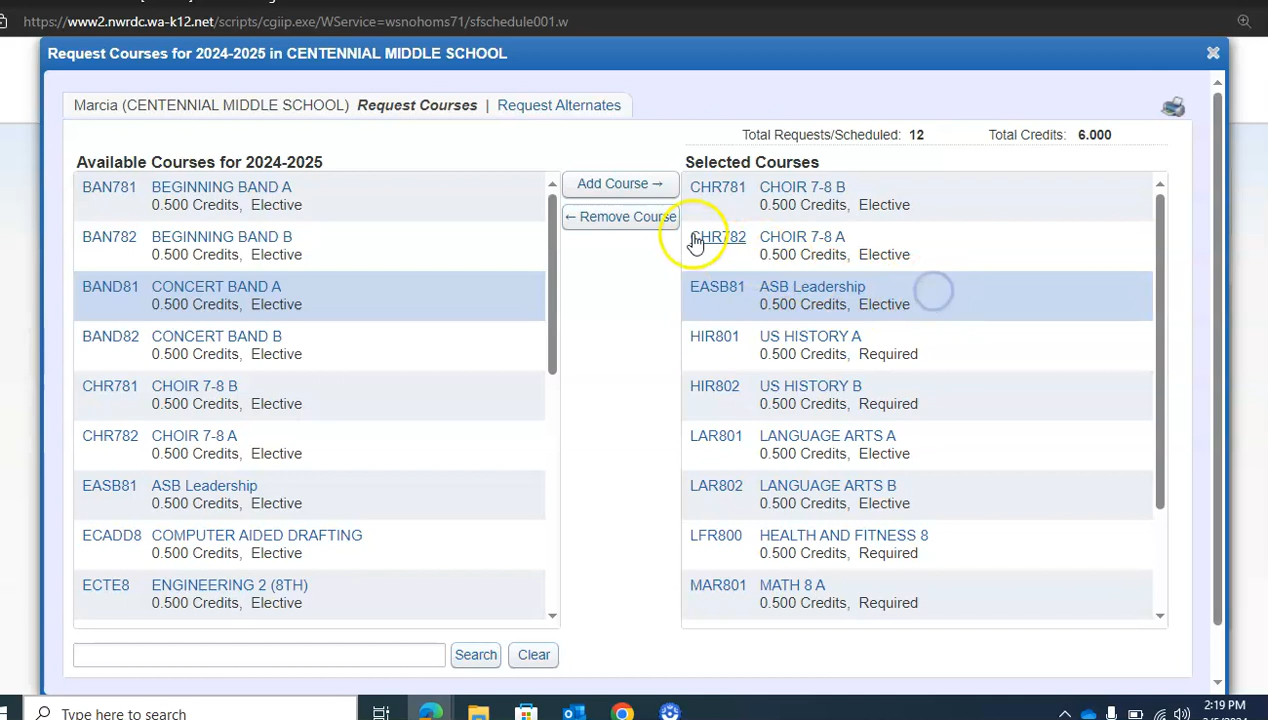 https://www2.nwrdc.wa-k12.net/scripts/cgiip.exe/WService=wsnohoms71/sfschedule001.w
Request Courses for 2024-2025 in CENTENNIAL MIDDLE SCHOOL
Marcia (CENTENNIAL MIDDLE SCHOOL) Request Courses | Request Alternates
Total Requests/Scheduled: 12 Total Credits: 6.000
Available Courses for 2024-2025
BAN781 BEGINNING BAND A
0.500 Credits, Elective
BAN782 BEGINNING BAND B
0.500 Credits, Elective
BAND81 CONCERT BAND A
0.500 Credits, Elective
BAND82 CONCERT BAND B
0.500 Credits, Elective
CHR781 CHOIR 7-8 B
0.500 Credits, Elective
CHR782 CHOIR 7-8 A
0.500 Credits, Elective
EASB81 ASB Leadership
0.500 Credits, Elective
ECADD8 COMPUTER AIDED DRAFTING
0.500 Credits, Elective
ECTE8 ENGINEERING 2 (8TH)
0.500 Credits, Elective
Search Clear
Add Course →
← Remove Course
Selected Courses
CHR781 CHOIR 7-8 B
0.500 Credits, Elective
CHR782 CHOIR 7-8 A
0.500 Credits, Elective
EASB81 ASB Leadership
0.500 Credits, Elective
HIR801 US HISTORY A
0.500 Credits, Required
HIR802 US HISTORY B
0.500 Credits, Required
LAR801 LANGUAGE ARTS A
0.500 Credits, Elective
LAR802 LANGUAGE ARTS B
0.500 Credits, Elective
LFR800 HEALTH AND FITNESS 8
0.500 Credits, Required
MAR801 MATH 8 A
0.500 Credits, Required
Type here to search
2:19 PM